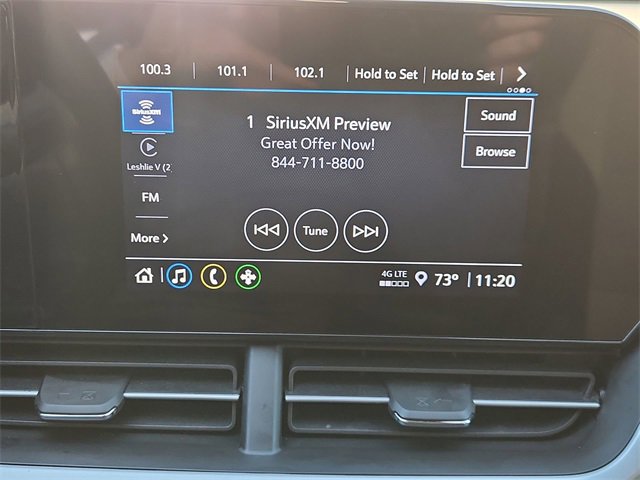 100.3 101.1 102.1 Hold to Set Hold to Set
SiriusXM
1 SiriusXM Preview
Sound
Great Offer Now!
844-711-8800
Browse
Leshlie V (2)
FM
More
Tune
4G LTE
73° 11:20